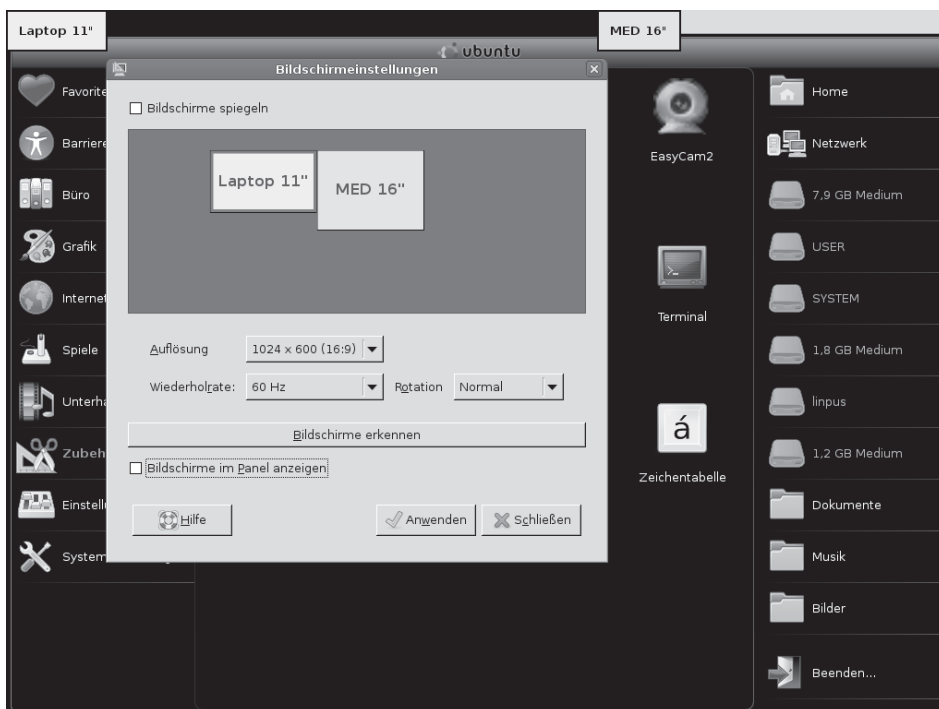 Laptop 11"
MED 16"
ubuntu
Bildschirmeinstellungen
Bildschirme spiegeln
Laptop 11"
MED 16"
Auflösung
1024 x 600 (16:9)
Wiederholrate:
60 Hz
Rotation
Normal
Bildschirme erkennen
Bildschirme im Panel anzeigen
Hilfe
Anwenden
Schließen
Favorite
Barriere
Büro
Grafik
Internet
Spiele
Unterha
Zubeh
Einstell
System
EasyCam2
Terminal
á
Zeichentabelle
Home
Netzwerk
7,9 GB Medium
USER
SYSTEM
1,8 GB Medium
linpus
1,2 GB Medium
Dokumente
Musik
Bilder
Beenden...